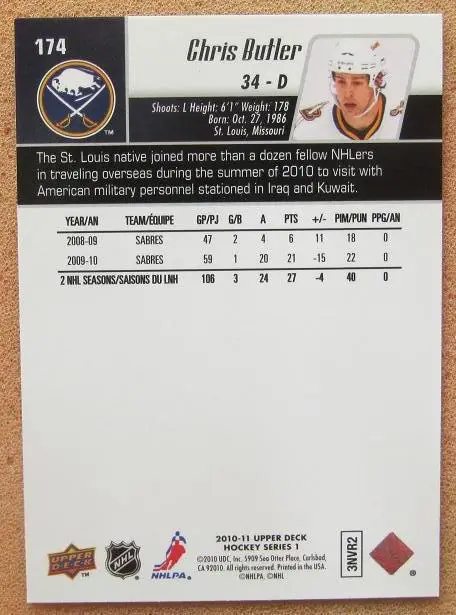 174
Chris Butler
34 - D
Shoots: L Height: 6'1" Weight: 178
Born: Oct. 27, 1986
St. Louis, Missouri
TM
The St. Louis native joined more than a dozen fellow NHLers
in traveling overseas during the summer of 2010 to visit with
American military personnel stationed in Iraq and Kuwait.
YEAR/AN TEAM/ÉQUIPE GP/PJ G/B A PTS +/- PIM/PUN PPG/AN
2008-09 SABRES 47 2 4 6 11 18 0
2009-10 SABRES 59 1 20 21 -15 22 0
2 NHL SEASONS/SAISONS DU LNH 106 3 24 27 -4 40 0
UPPER DECK
TM
NHL
NHLPA.
2010-11 UPPER DECK
HOCKEY SERIES 1
©2010 UDC, Inc. 5909 Sea Otter Place, Carlsbad,
CA 92010. All rights reserved. Printed in the USA.
©NHLPA. ©NHL
3NVR2
®